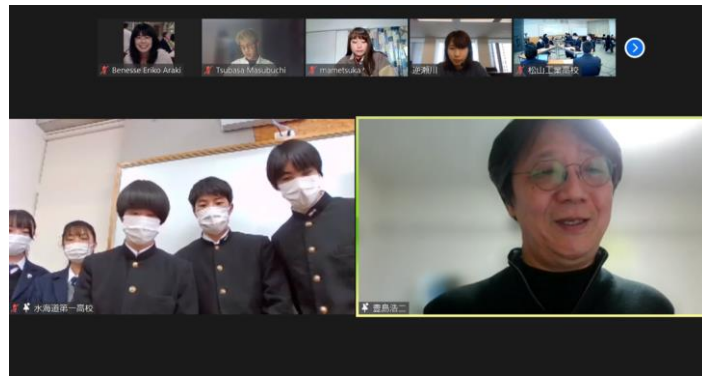 Benesse Eriko Araki
Tsubasa Masubuchi
mametsuka
逆瀬川
松山工業高校
水海道第一高校
豊島浩二